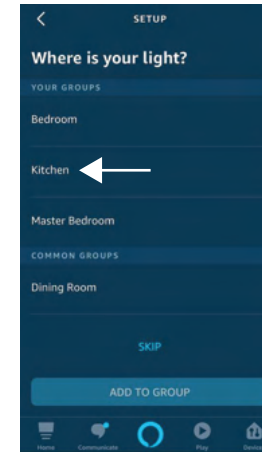 SETUP
Where is your light?
YOUR GROUPS
Bedroom
Kitchen
Master Bedroom
COMMON GROUPS
Dining Room
SKIP
ADD TO GROUP
Home Communicate Play Devices